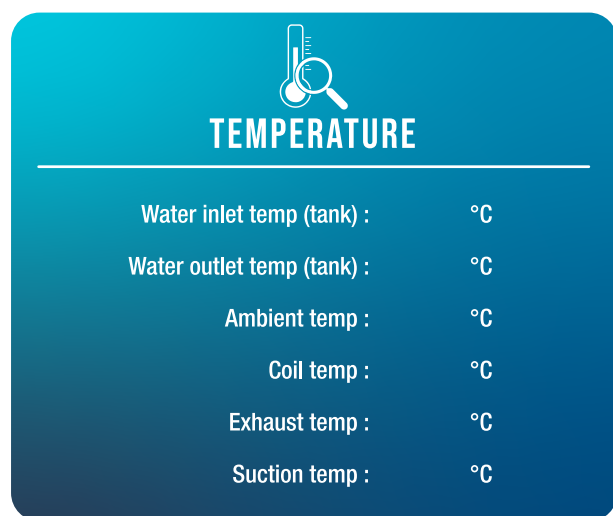 TEMPERATURE
Water inlet temp (tank) : °C
Water outlet temp (tank) : °C
Ambient temp : °C
Coil temp : °C
Exhaust temp : °C
Suction temp : °C